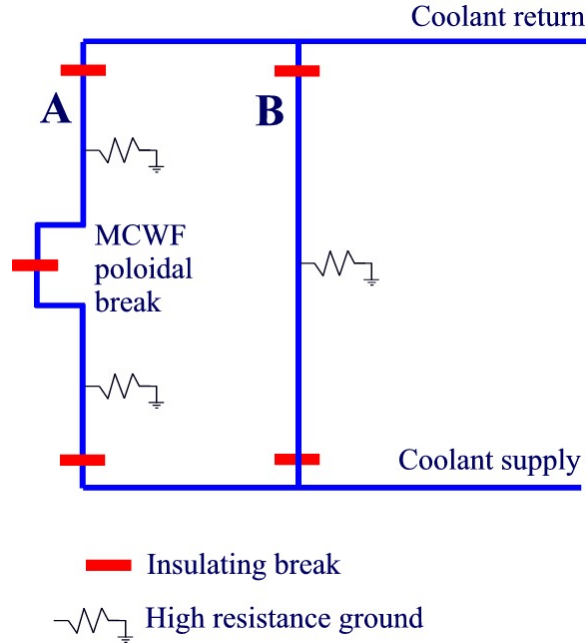 Coolant return
A
B
MCWF
poloidal
break
Coolant supply
Insulating break
High resistance ground